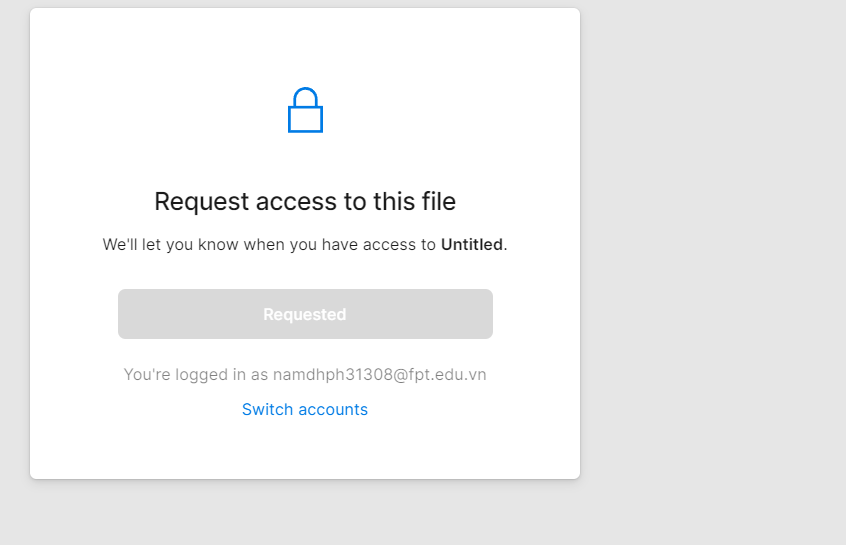 Request access to this file
We'll let you know when you have access to Untitled.
Requested
You're logged in as namdhph31308@fpt.edu.vn
Switch accounts